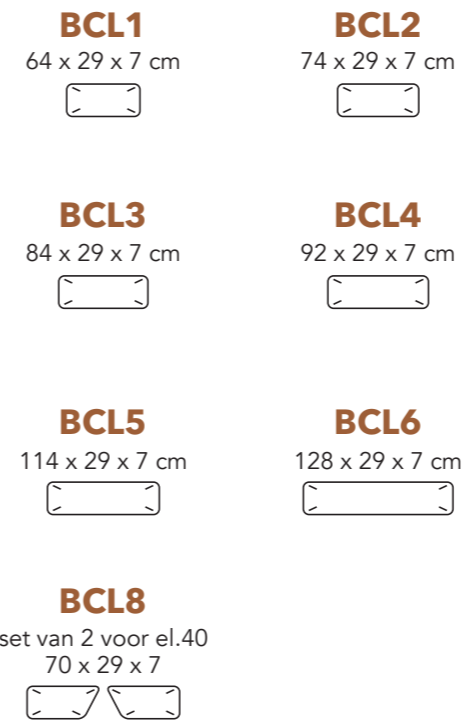 BCL1
64 x 29 x 7 cm
BCL2
74 x 29 x 7 cm
BCL3
84 x 29 x 7 cm
BCL4
92 x 29 x 7 cm
BCL5
114 x 29 x 7 cm
BCL6
128 x 29 x 7 cm
BCL8
set van 2 voor el.40
70 x 29 x 7